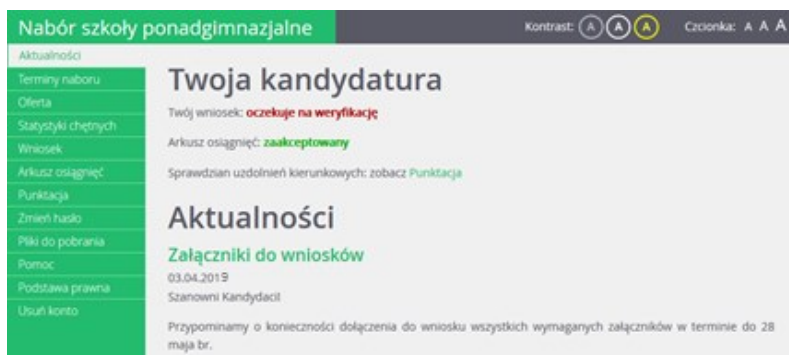 Nabór szkoły ponadgimnazjalne
Kontrast: A A A Czcionka: A A A
Aktualności
Terminy naboru
Oferta
Statystyki chętnych
Wniosek
Arkusz osiągnięć
Punktacja
Zmień hasło
Pliki do pobrania
Pomoc
Podstawa prawna
Usuń konto
Twoja kandydatura
Twój wniosek: oczekuje na weryfikację
Arkusz osiągnięć: zaakceptowany
Sprawdzian uzdolnień kierunkowych: zobacz Punktacja
Aktualności
Załączniki do wniosków
03.04.2019
Szanowni Kandydaci!
Przypominamy o konieczności dołączenia do wniosku wszystkich wymaganych załączników w terminie do 28
maja br.